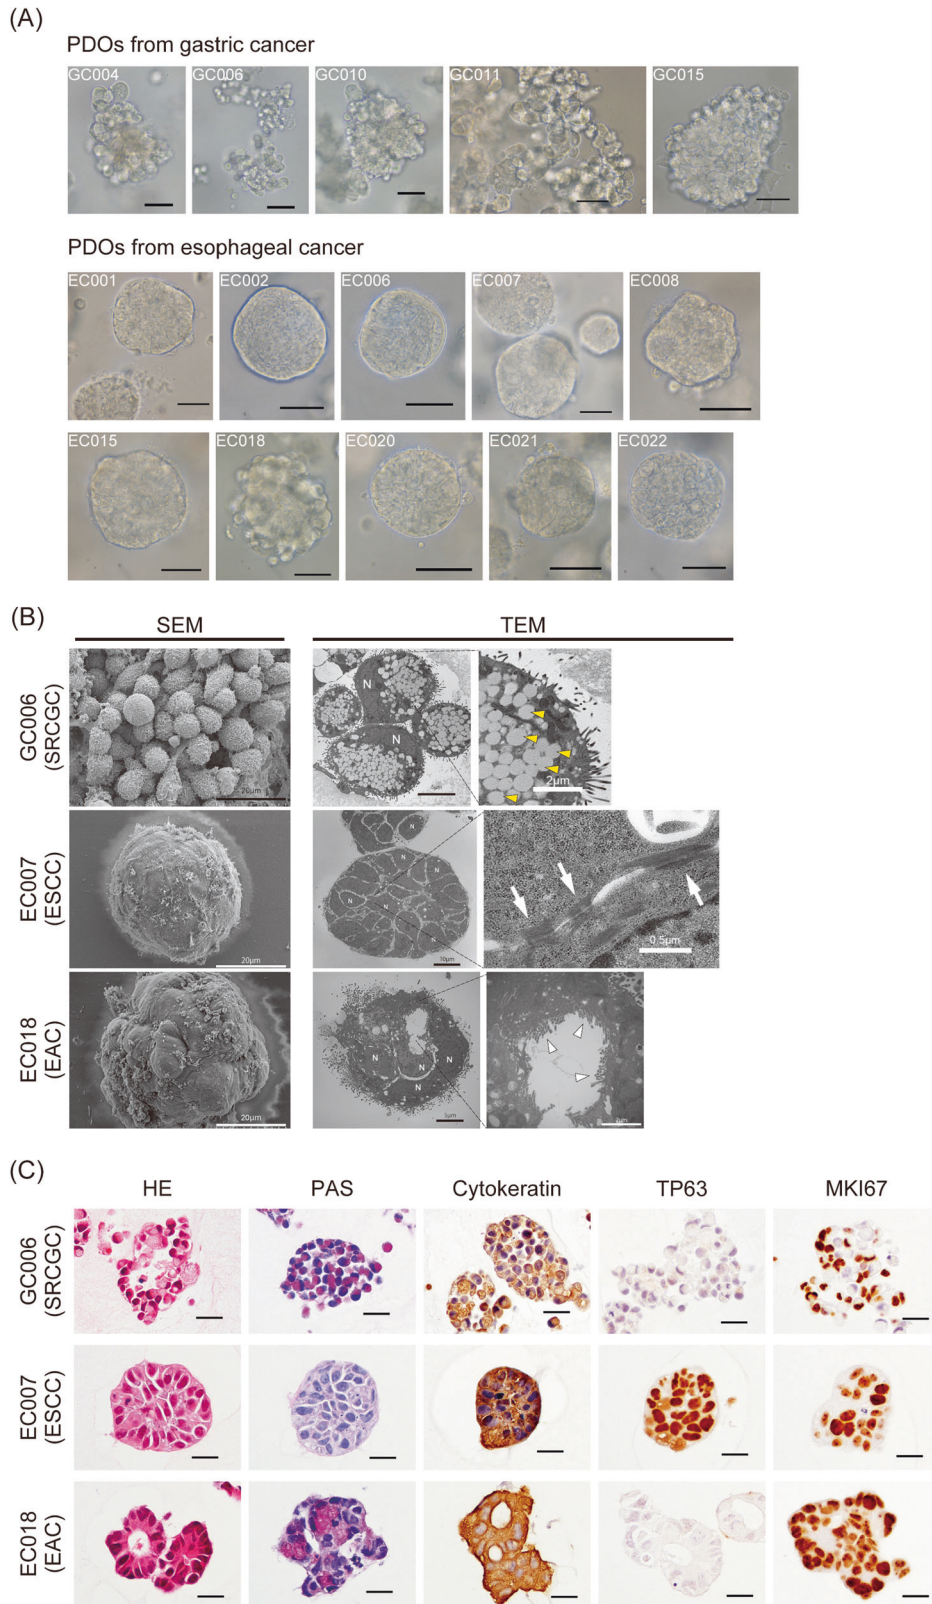 (A)
PDOs from gastric cancer
GC004 GC006 GC010 GC011 GC015
PDOs from esophageal cancer
EC001 EC002 EC006 EC007 EC008
EC015 EC018 EC020 EC021 EC022
(B)
SEM TEM
GC006
(SRCGC)
20μm
N
N
2μm
EC007
(ESCC)
20μm
N
N
N
N
N
N
N
10μm
0.5μm
EC018
(EAC)
20μm
N
N
N
N
5μm
2μm
(C)
HE PAS Cytokeratin TP63 MKI67
GC006
(SRCGC)
EC007
(ESCC)
EC018
(EAC)